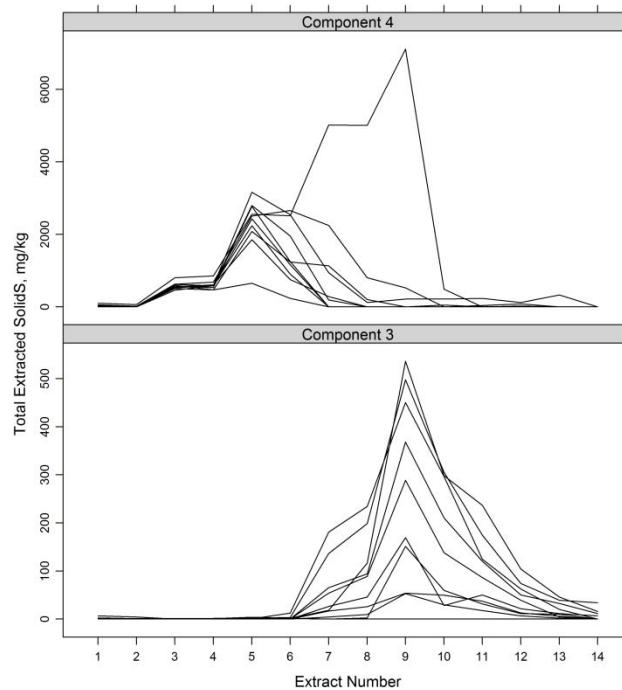 Component 4
6000
4000
2000
0
Component 3
500
400
300
200
100
0
Total Extracted SolidS, mg/kg
1 2 3 4 5 6 7 8 9 10 11 12 13 14
Extract Number